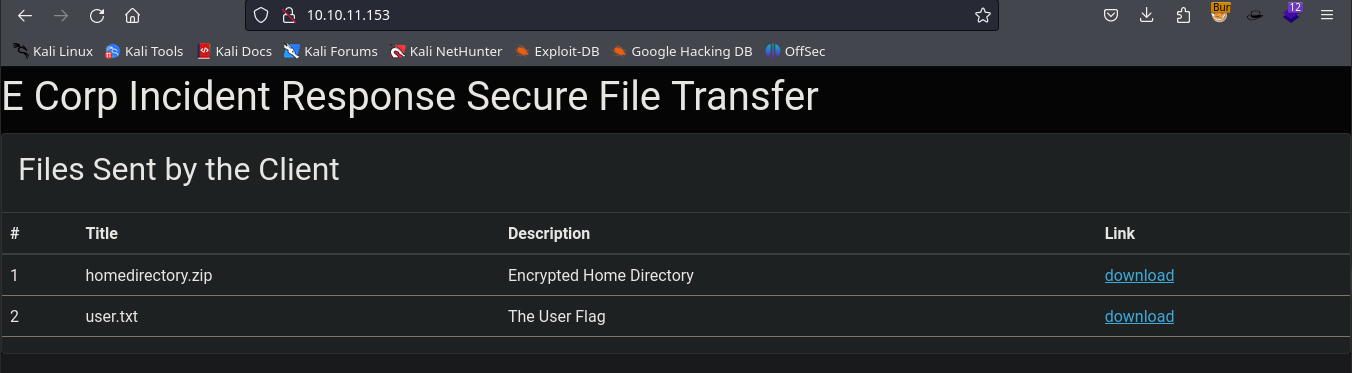 10.10.11.153
Bur
12
Kali Linux Kali Tools Kali Docs Kali Forums Kali NetHunter Exploit-DB Google Hacking DB OffSec
E Corp Incident Response Secure File Transfer
Files Sent by the Client
# Title Description Link
1 homedirectory.zip Encrypted Home Directory download
2 user.txt The User Flag download